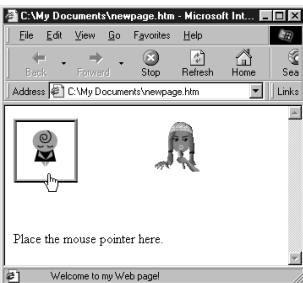 C:\My Documents\newpage.htm - Microsoft Int...
File Edit View Go Favorites Help
Back Forward Stop Refresh Home Sea
Address C:\My Documents\newpage.htm Links
Place the mouse pointer here.
Welcome to my Web page!